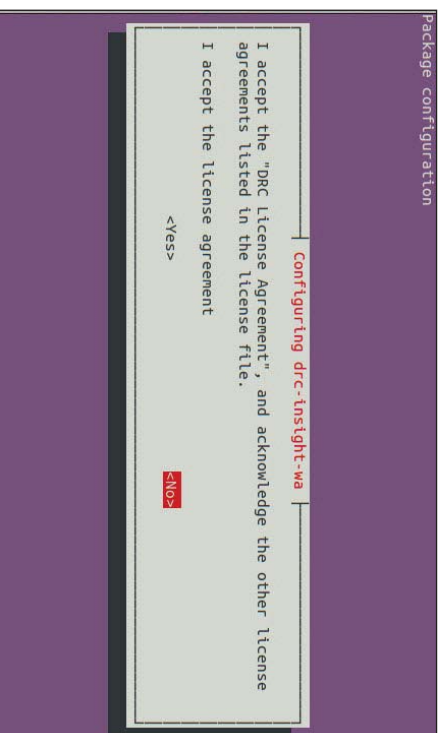 Package configuration
Configuring drc-insight-wa
I accept the "DRC License Agreement", and acknowledge the other license
agreements listed in the license file.
I accept the license agreement
<Yes> <No>